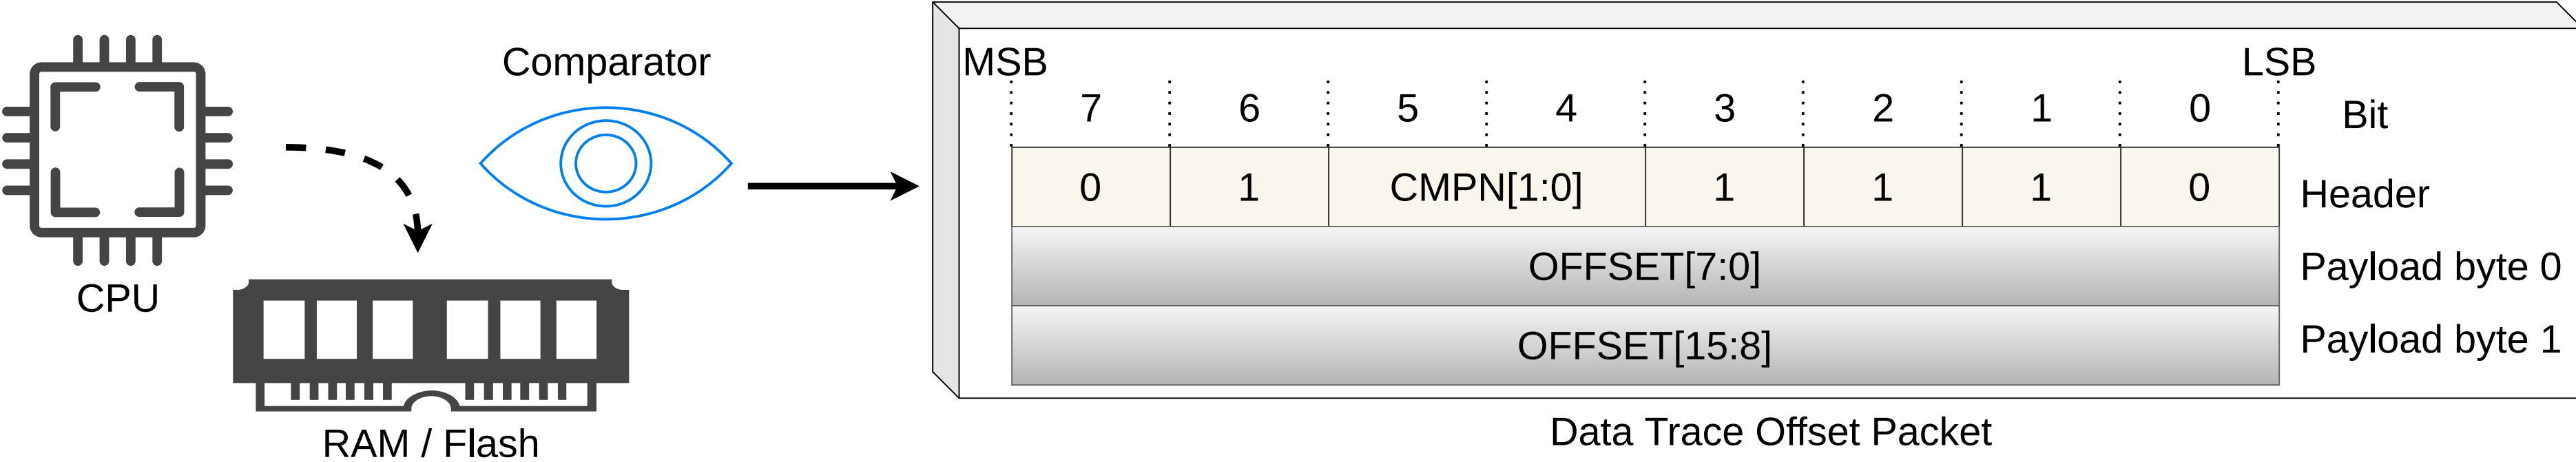 Comparator
CPU
RAM / Flash
MSB LSB
7 6 5 4 3 2 1 0 Bit
0 1 CMPN[1:0] 1 1 1 0 Header
OFFSET[7:0] Payload byte 0
OFFSET[15:8] Payload byte 1
Data Trace Offset Packet